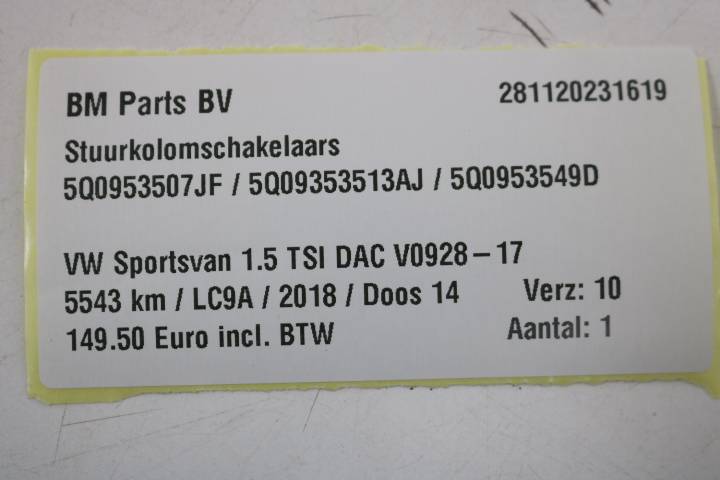 BM Parts BV 281120231619
Stuurkolomschakelaars
5Q0953507JF / 5Q09353513AJ / 5Q0953549D
VW Sportsvan 1.5 TSI DAC V0928-17
5543 km / LC9A / 2018 / Doos 14 Verz: 10
149.50 Euro incl. BTW Aantal: 1